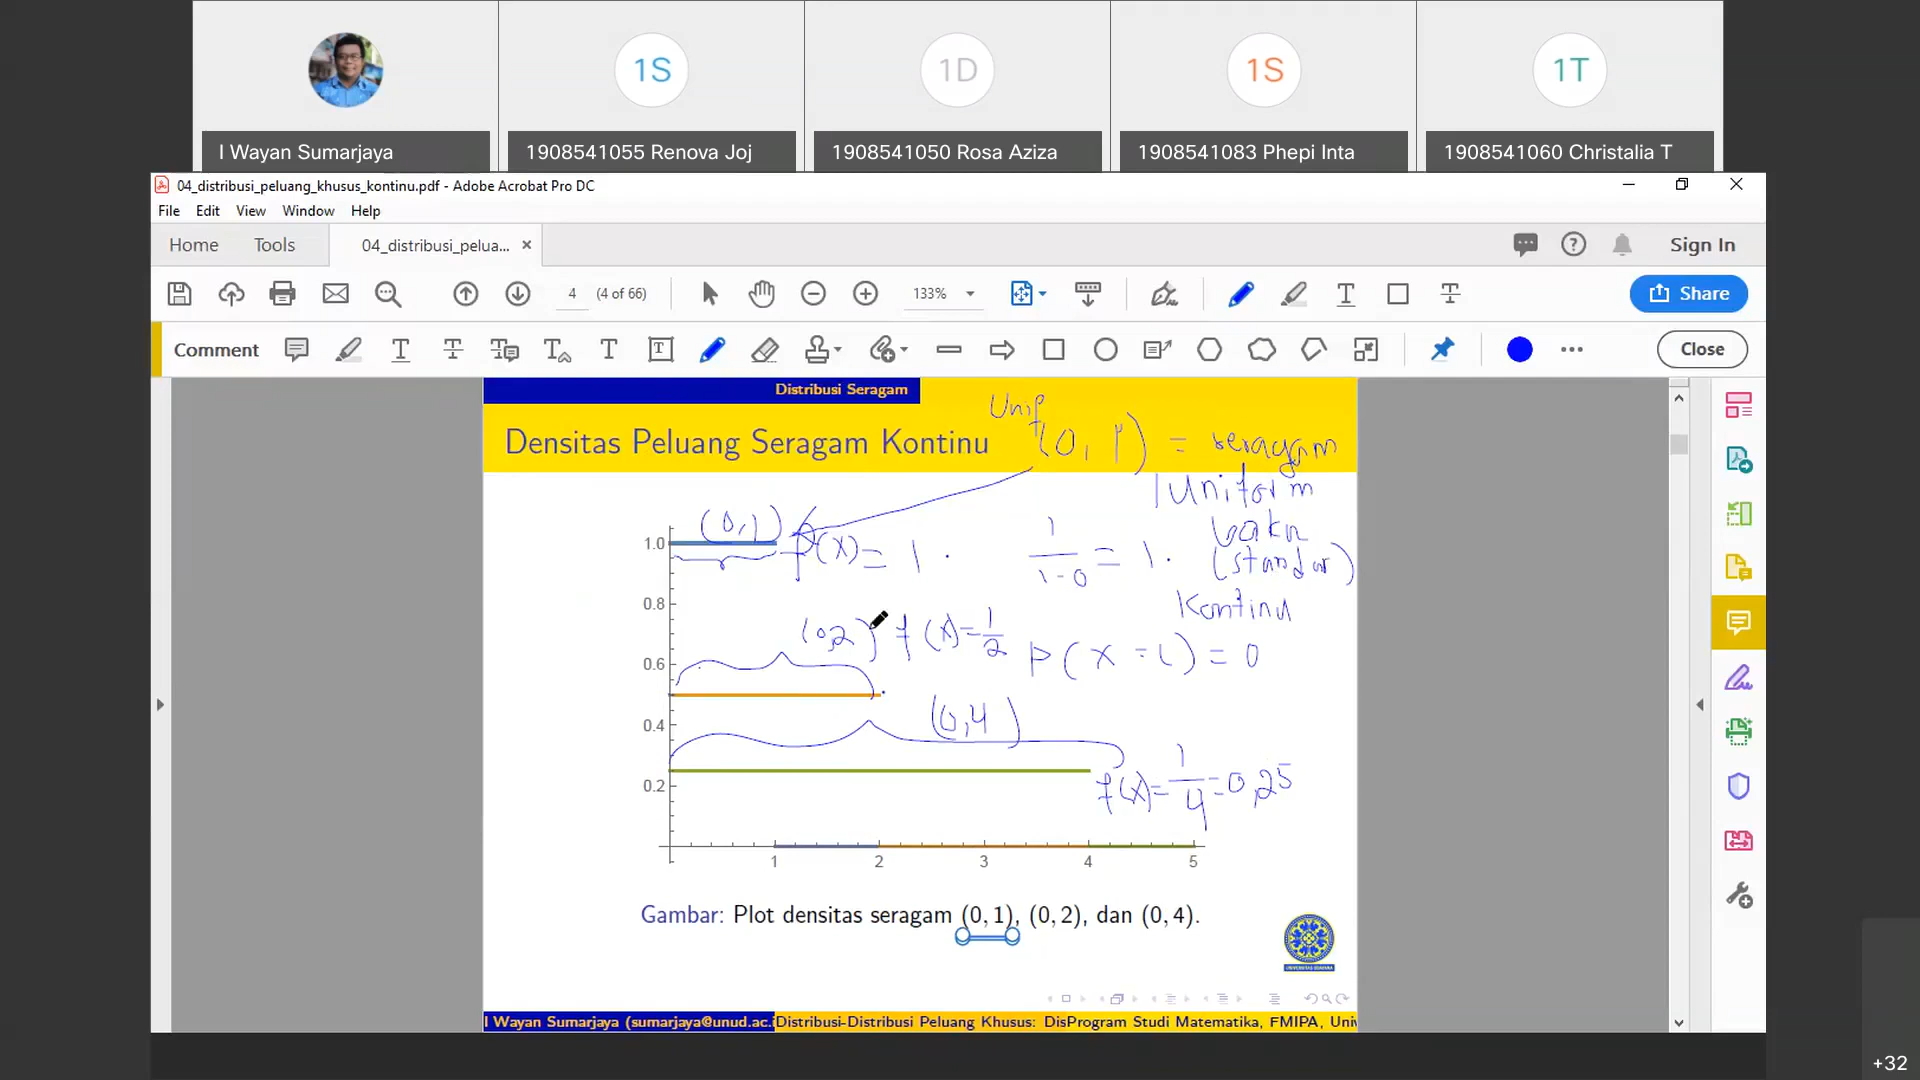 1S
1D
1S
1T
I Wayan Sumarjaya
1908541055 Renova Joj
1908541050 Rosa Aziza
1908541083 Phepi Inta
1908541060 Christalia T
04_distribusi_peluang_khusus_kontinu.pdf - Adobe Acrobat Pro DC
File Edit View Window Help
Home Tools 04_distribusi_pelua... ×
Sign In
4 (4 of 66)
133%
Share
Comment
Close
Distribusi Seragam
Unif
Densitas Peluang Seragam Kontinu
(0, 1) = seragam
uniform
(0,1)
baku
1.0
f(x) = 1 .
1
1-0
= 1 .
(standar)
0.8
kontinu
(0,2)
f(x) = 1/2
P(X = 1) = 0
0.6
(0,4)
0.4
f(x) = 1/4 = 0,25
0.2
1 2 3 4 5
Gambar: Plot densitas seragam (0, 1), (0, 2), dan (0, 4).
UNIVERSITAS UDAYANA
I Wayan Sumarjaya (sumarjaya@unud.ac.i
Distribusi-Distribusi Peluang Khusus: Dis
Program Studi Matematika, FMIPA, Univ
+32